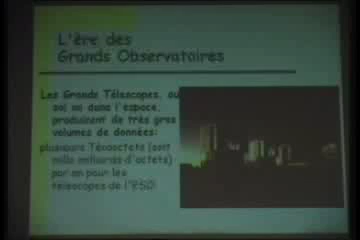 L'ère des
Grands Observatoires
Les Grands Télescopes, au
sol ou dans l'espace,
produisent de très gros
volumes de données:
plusieurs Téraoctets (soit
mille milliards d'octets)
par an pour les
télescopes de l'ESO